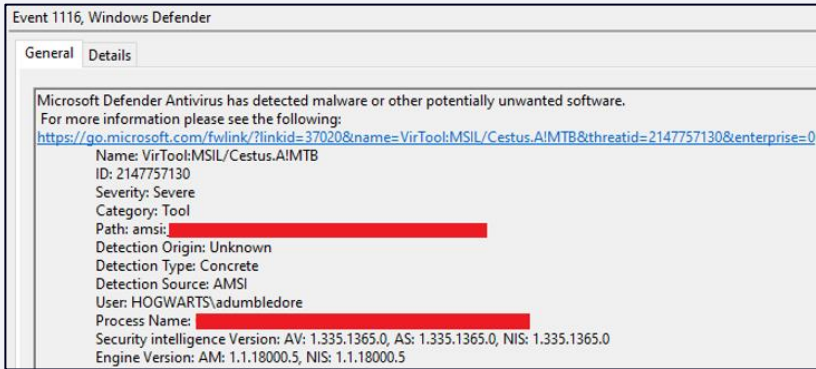 Event 1116, Windows Defender
General Details
Microsoft Defender Antivirus has detected malware or other potentially unwanted software.
For more information please see the following:
https://go.microsoft.com/fwlink/?linkid=37020&name=VirTool:MSIL/Cestus.A!MTB&threatid=2147757130&enterprise=0
Name: VirTool:MSIL/Cestus.A!MTB
ID: 2147757130
Severity: Severe
Category: Tool
Path: amsi:
Detection Origin: Unknown
Detection Type: Concrete
Detection Source: AMSI
User: HOGWARTS\adumbledore
Process Name:
Security intelligence Version: AV: 1.335.1365.0, AS: 1.335.1365.0, NIS: 1.335.1365.0
Engine Version: AM: 1.1.18000.5, NIS: 1.1.18000.5